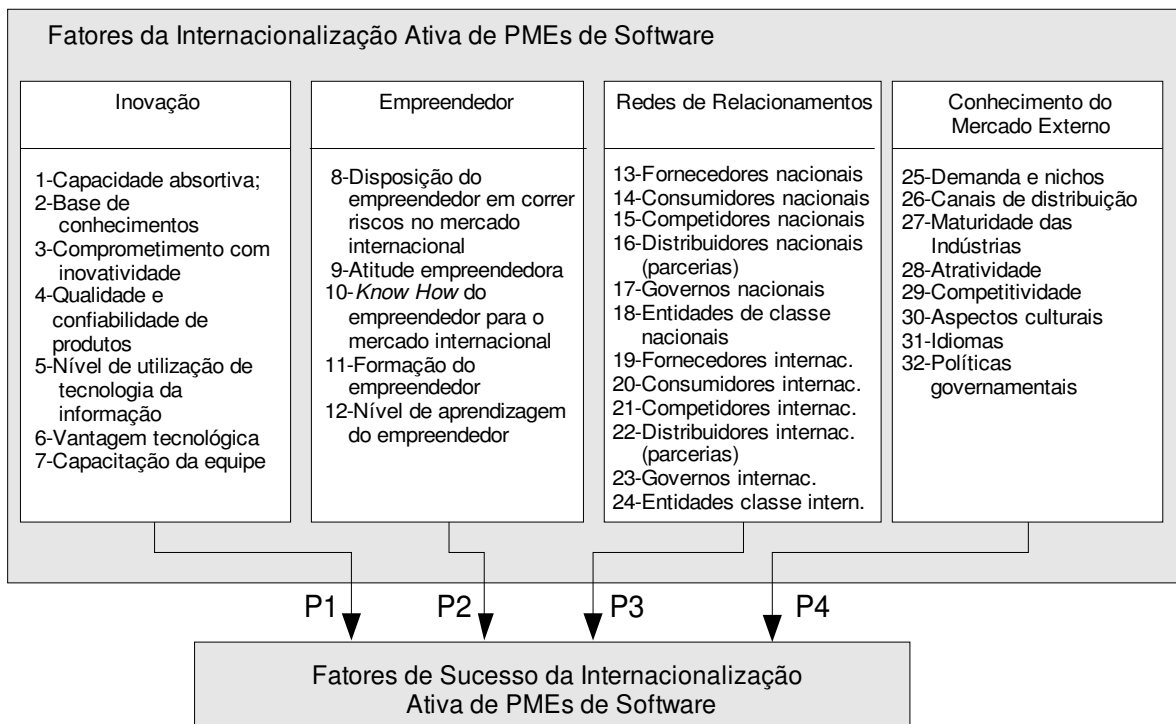 Fatores da Internacionalização Ativa de PMEs de Software
Inovação
1-Capacidade absortiva;
2-Base de
conhecimentos
3-Comprometimento com
inovatividade
4-Qualidade e
confiabilidade de
produtos
5-Nível de utilização de
tecnologia da
informação
6-Vantagem tecnológica
7-Capacitação da equipe
Empreendedor
8-Disposição do
empreendedor em correr
riscos no mercado
internacional
9-Atitude empreendedora
10-Know How do
empreendedor para o
mercado internacional
11-Formação do
empreendedor
12-Nível de aprendizagem
do empreendedor
Redes de Relacionamentos
13-Fornecedores nacionais
14-Consumidores nacionais
15-Competidores nacionais
16-Distribuidores nacionais
(parcerias)
17-Governos nacionais
18-Entidades de classe
nacionais
19-Fornecedores internac.
20-Consumidores internac.
21-Competidores internac.
22-Distribuidores internac.
(parcerias)
23-Governos internac.
24-Entidades classe intern.
Conhecimento do
Mercado Externo
25-Demanda e nichos
26-Canais de distribuição
27-Maturidade das
Indústrias
28-Atratividade
29-Competitividade
30-Aspectos culturais
31-Idiomas
32-Políticas
governamentais
P1
P2
P3
P4
Fatores de Sucesso da Internacionalização
Ativa de PMEs de Software